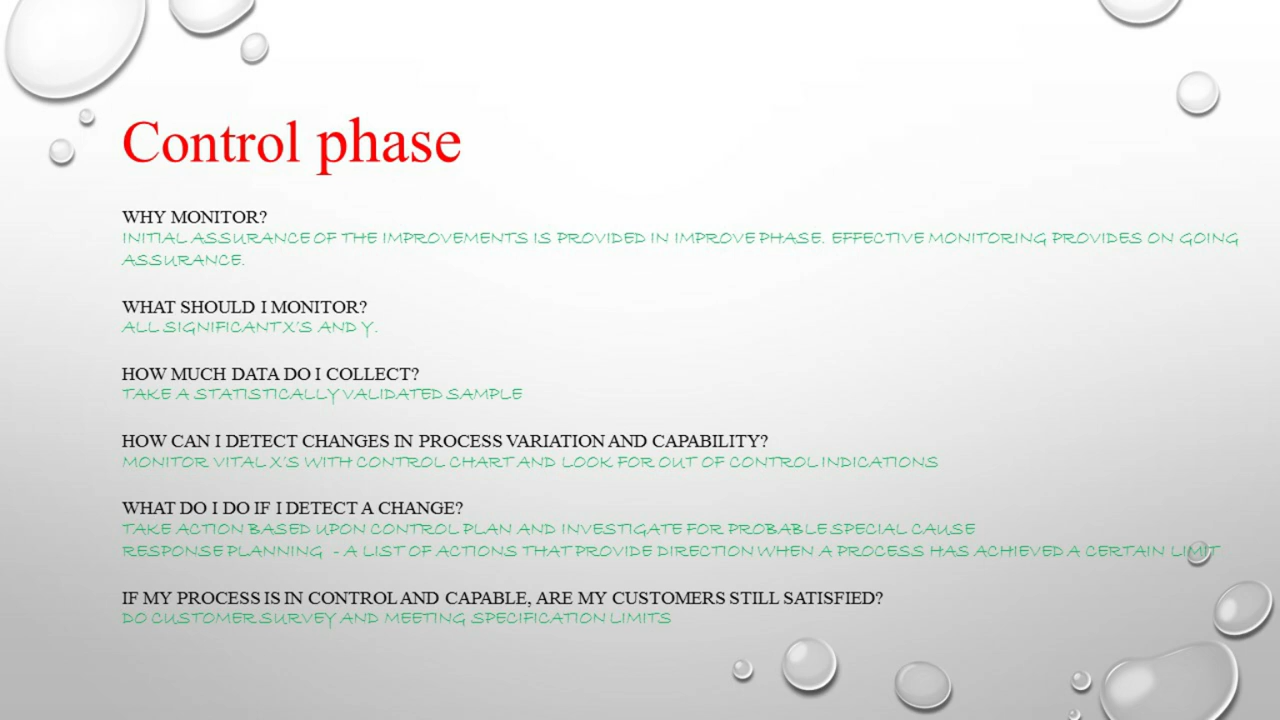 Control phase
WHY MONITOR?
INITIAL ASSURANCE OF THE IMPROVEMENTS IS PROVIDED IN IMPROVE PHASE. EFFECTIVE MONITORING PROVIDES ON GOING
ASSURANCE.
WHAT SHOULD I MONITOR?
ALL SIGNIFICANT X'S AND Y.
HOW MUCH DATA DO I COLLECT?
TAKE A STATISTICALLY VALIDATED SAMPLE
HOW CAN I DETECT CHANGES IN PROCESS VARIATION AND CAPABILITY?
MONITOR VITAL X'S WITH CONTROL CHART AND LOOK FOR OUT OF CONTROL INDICATIONS
WHAT DO I DO IF I DETECT A CHANGE?
TAKE ACTION BASED UPON CONTROL PLAN AND INVESTIGATE FOR PROBABLE SPECIAL CAUSE
RESPONSE PLANNING - A LIST OF ACTIONS THAT PROVIDE DIRECTION WHEN A PROCESS HAS ACHIEVED A CERTAIN LIMIT
IF MY PROCESS IS IN CONTROL AND CAPABLE, ARE MY CUSTOMERS STILL SATISFIED?
DO CUSTOMER SURVEY AND MEETING SPECIFICATION LIMITS